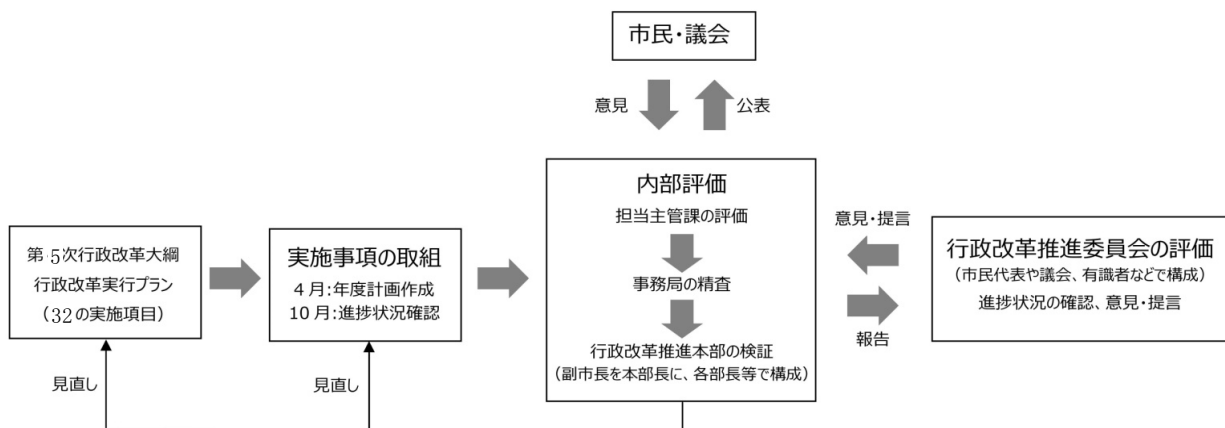 市民・議会
意見
公表
内部評価
担当主管課の評価
事務局の精査
行政改革推進本部の検証
（副市長を本部長に、各部長等で構成）
第５次行政改革大綱
行政改革実行プラン
（32の実施項目）
見直し
実施事項の取組
４月:年度計画作成
10月:進捗状況確認
見直し
意見・提言
報告
行政改革推進委員会の評価
（市民代表や議会、有識者などで構成）
進捗状況の確認、意見・提言